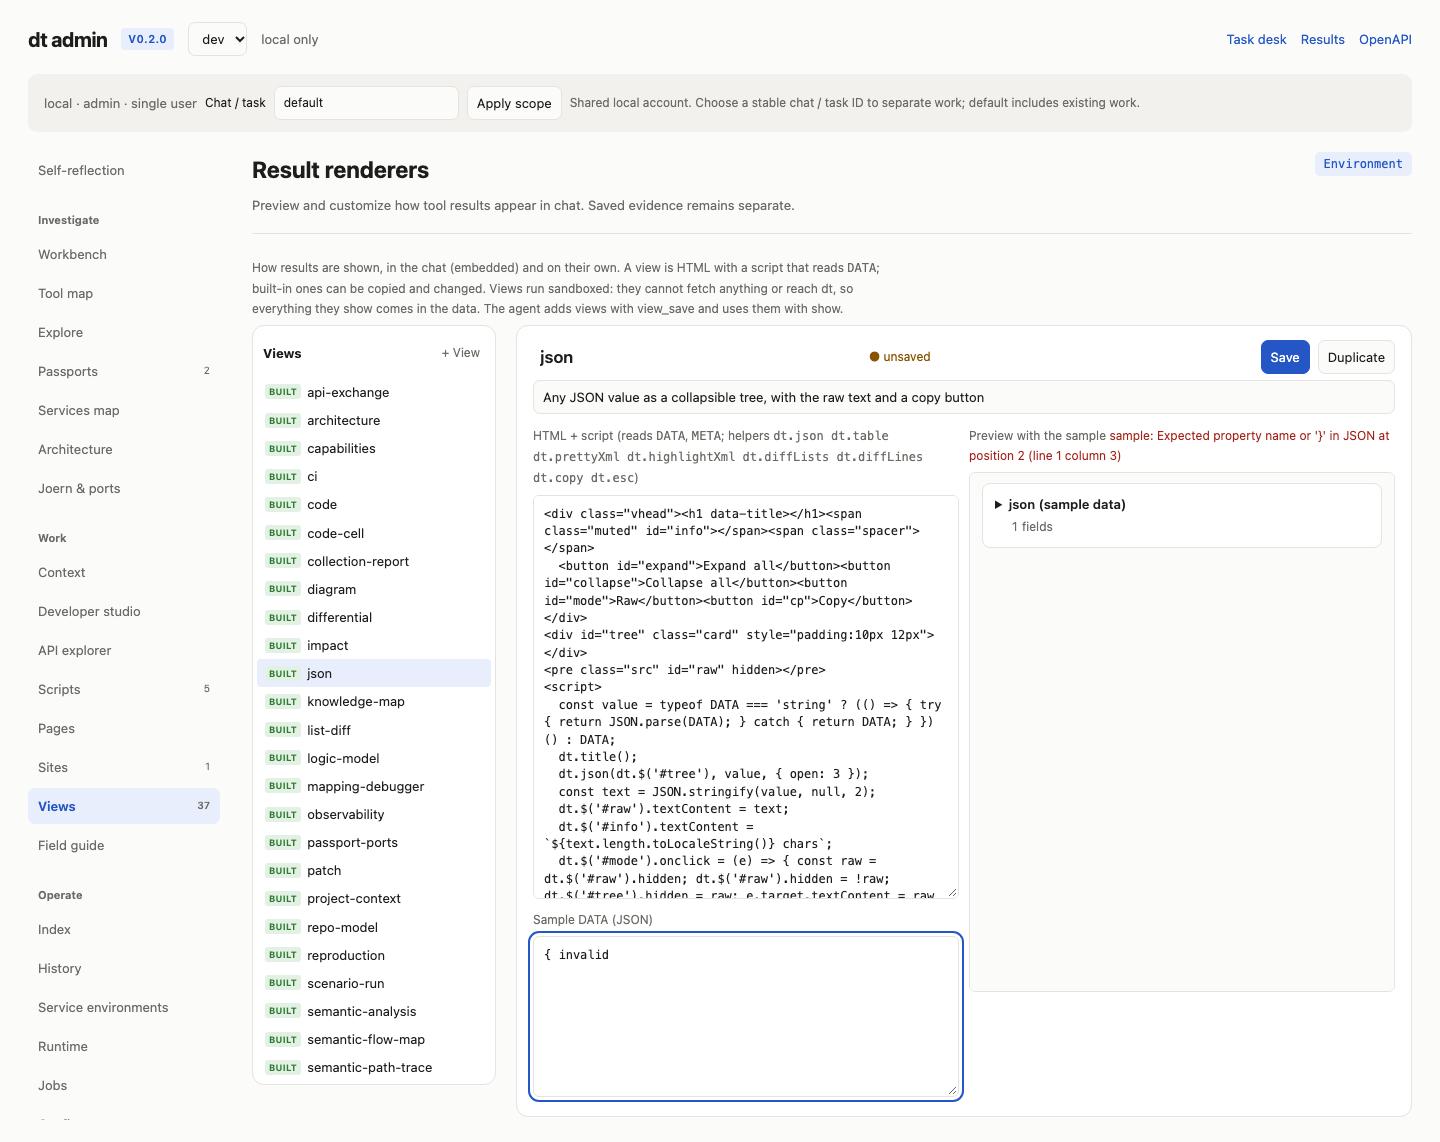 dt admin V0.2.0 dev local only Task desk Results OpenAPI
local · admin · single user Chat / task default Apply scope Shared local account. Choose a stable chat / task ID to separate work; default includes existing work.
Self-reflection
Investigate
Workbench
Tool map
Explore
Passports 2
Services map
Architecture
Joern & ports
Work
Context
Developer studio
API explorer
Scripts 5
Pages
Sites 1
Views 37
Field guide
Operate
Index
History
Service environments
Runtime
Jobs
Result renderers Environment
Preview and customize how tool results appear in chat. Saved evidence remains separate.
How results are shown, in the chat (embedded) and on their own. A view is HTML with a script that reads DATA;
built-in ones can be copied and changed. Views run sandboxed: they cannot fetch anything or reach dt, so
everything they show comes in the data. The agent adds views with view_save and uses them with show.
Views + View
BUILT api-exchange
BUILT architecture
BUILT capabilities
BUILT ci
BUILT code
BUILT code-cell
BUILT collection-report
BUILT diagram
BUILT differential
BUILT impact
BUILT json
BUILT knowledge-map
BUILT list-diff
BUILT logic-model
BUILT mapping-debugger
BUILT observability
BUILT passport-ports
BUILT patch
BUILT project-context
BUILT repo-model
BUILT reproduction
BUILT scenario-run
BUILT semantic-analysis
BUILT semantic-flow-map
BUILT semantic-path-trace
json unsaved Save Duplicate
Any JSON value as a collapsible tree, with the raw text and a copy button
HTML + script (reads DATA, META; helpers dt.json dt.table
dt.prettyXml dt.highlightXml dt.diffLists dt.diffLines
dt.copy dt.esc)
<div class="vhead"><h1 data-title></h1><span
class="muted" id="info"></span><span class="spacer">
</span>
<button id="expand">Expand all</button><button
id="collapse">Collapse all</button><button
id="mode">Raw</button><button id="cp">Copy</button>
</div>
<div id="tree" class="card" style="padding:10px 12px">
</div>
<pre class="src" id="raw" hidden></pre>
<script>
const value = typeof DATA === 'string' ? (() => { try
{ return JSON.parse(DATA); } catch { return DATA; } })
() : DATA;
dt.title();
dt.json(dt.$('#tree'), value, { open: 3 });
const text = JSON.stringify(value, null, 2);
dt.$('#raw').textContent = text;
dt.$('#info').textContent =
`${text.length.toLocaleString()} chars`;
dt.$('#mode').onclick = (e) => { const raw =
dt.$('#raw').hidden; dt.$('#raw').hidden = !raw;
dt.$('#tree').hidden = raw; e.target.textContent = raw
Sample DATA (JSON)
{ invalid
Preview with the sample sample: Expected property name or '}' in JSON at
position 2 (line 1 column 3)
json (sample data)
1 fields